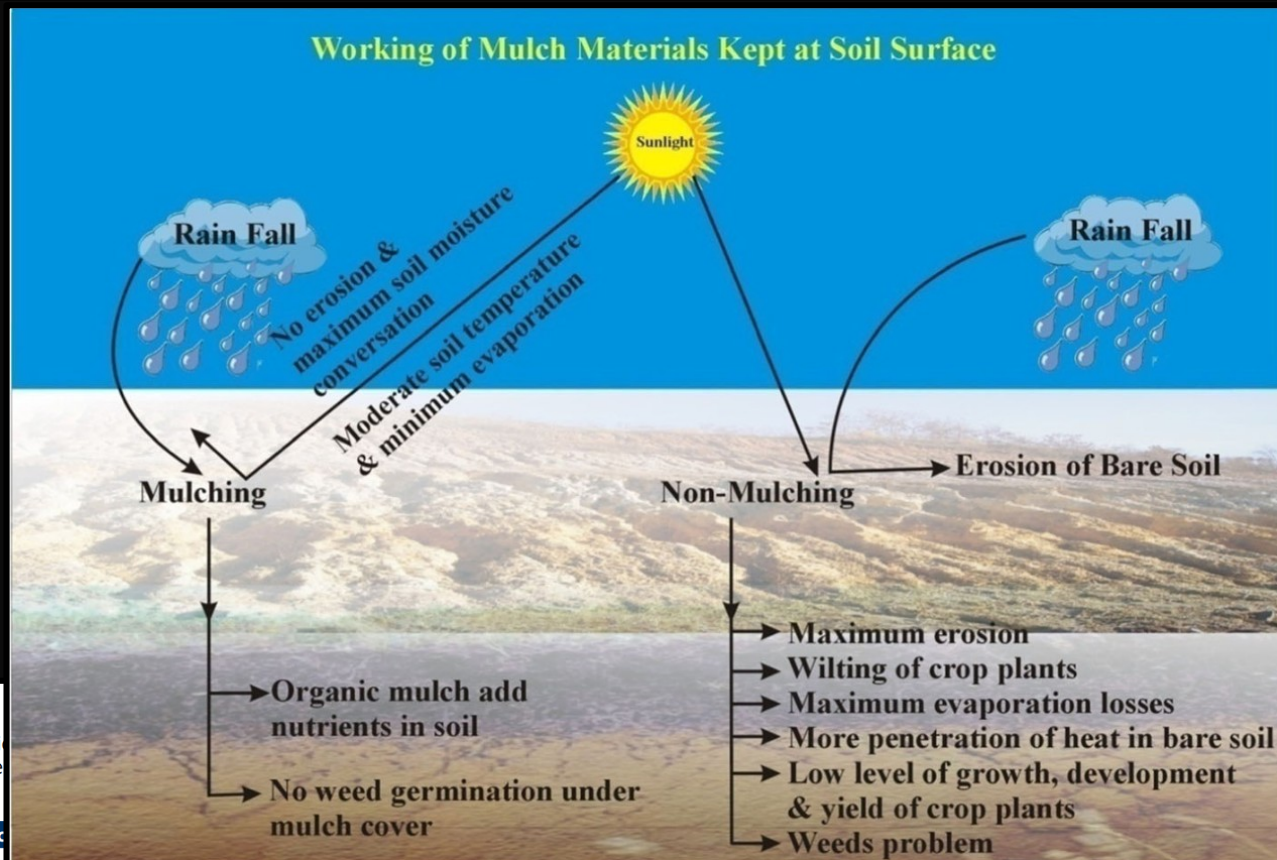 Working of Mulch Materials Kept at Soil Surface
Sunlight
Rain Fall
No erosion &
maximum soil moisture
conversation
Moderate soil temperature
& minimum evaporation
Rain Fall
Mulching
Non-Mulching
Erosion of Bare Soil
Organic mulch add
nutrients in soil
No weed germination under
mulch cover
Maximum erosion
Wilting of crop plants
Maximum evaporation losses
More penetration of heat in bare soil
Low level of growth, development
& yield of crop plants
Weeds problem